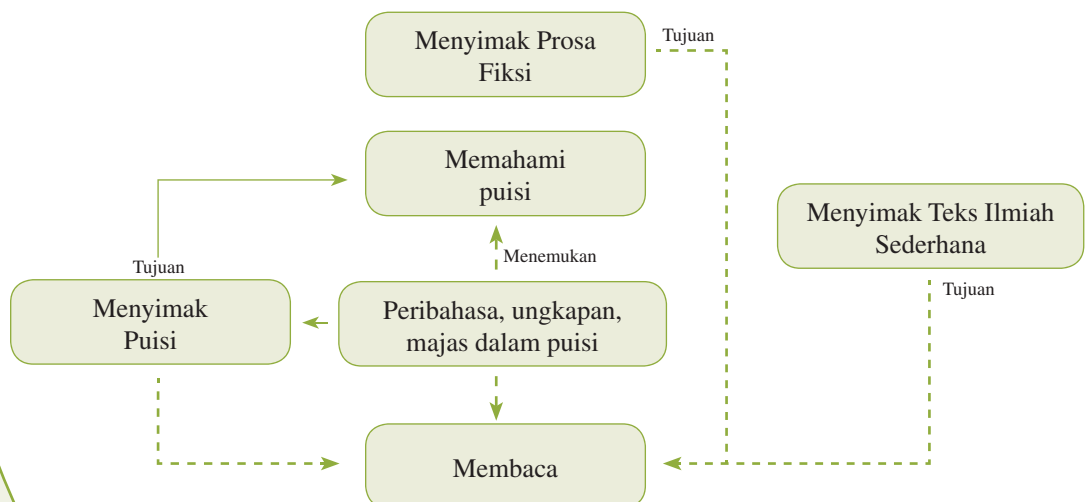 Menyimak Prosa
Fiksi
Tujuan
Memahami
puisi
Menyimak Teks Ilmiah
Sederhana
Tujuan
Menemukan
Tujuan
Menyimak
Puisi
Peribahasa, ungkapan,
majas dalam puisi
Membaca